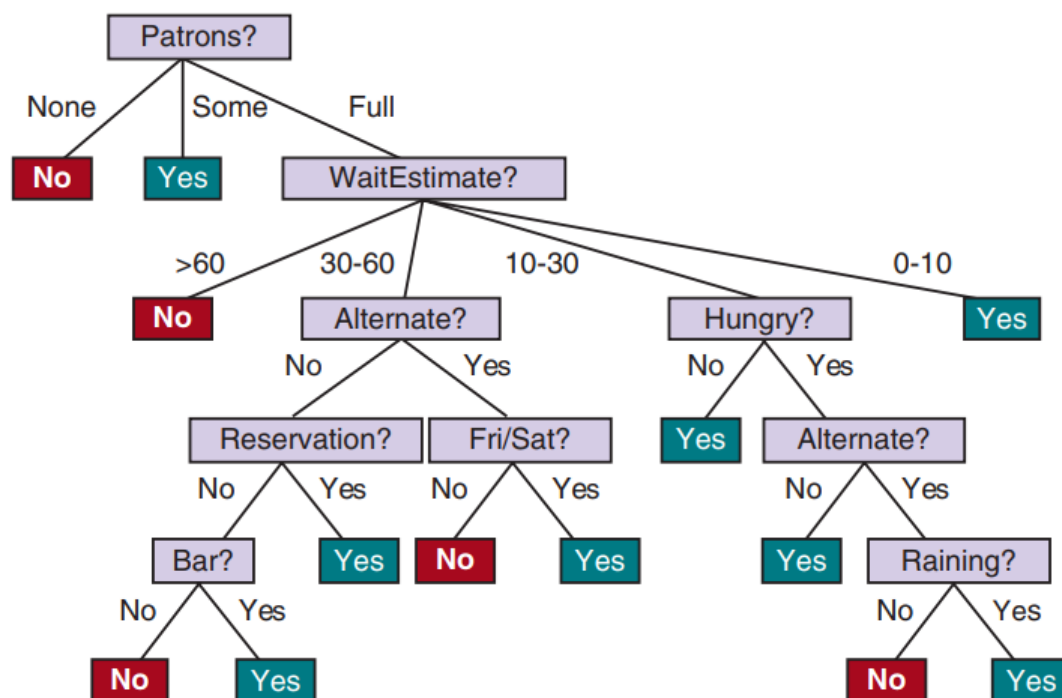 Patrons?
None Some Full
No Yes WaitEstimate?
>60 30-60 10-30 0-10
No Alternate? Hungry? Yes
No Yes No Yes
Reservation? Fri/Sat? Yes Alternate?
No Yes No Yes No Yes
Bar? Yes No Yes Yes Raining?
No Yes No Yes
No Yes No Yes